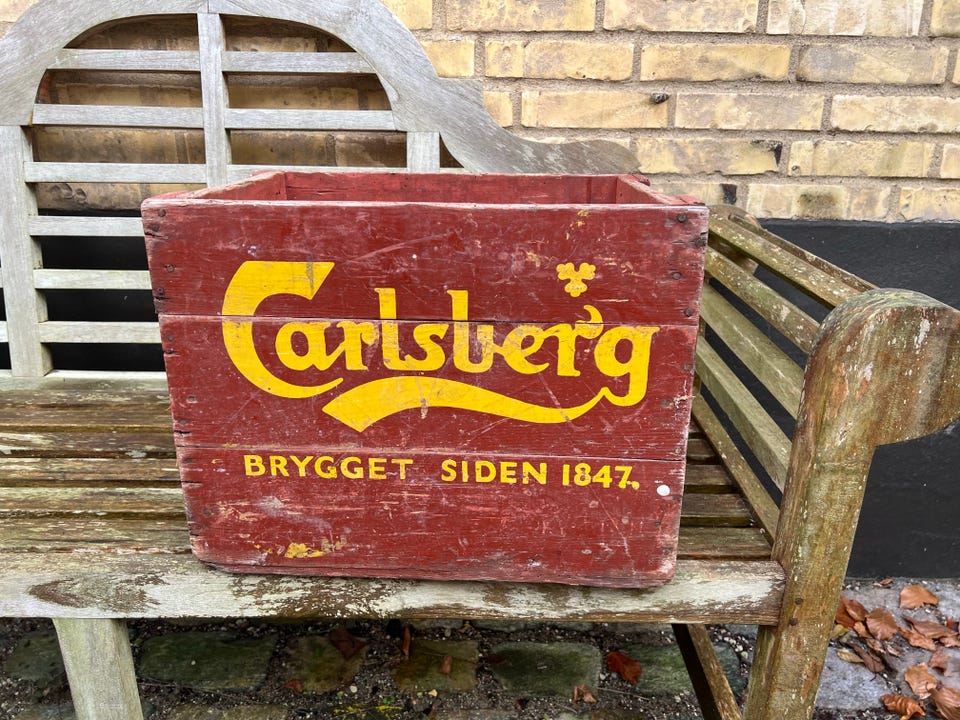 Carlsberg
BRYGGET SIDEN 1847.